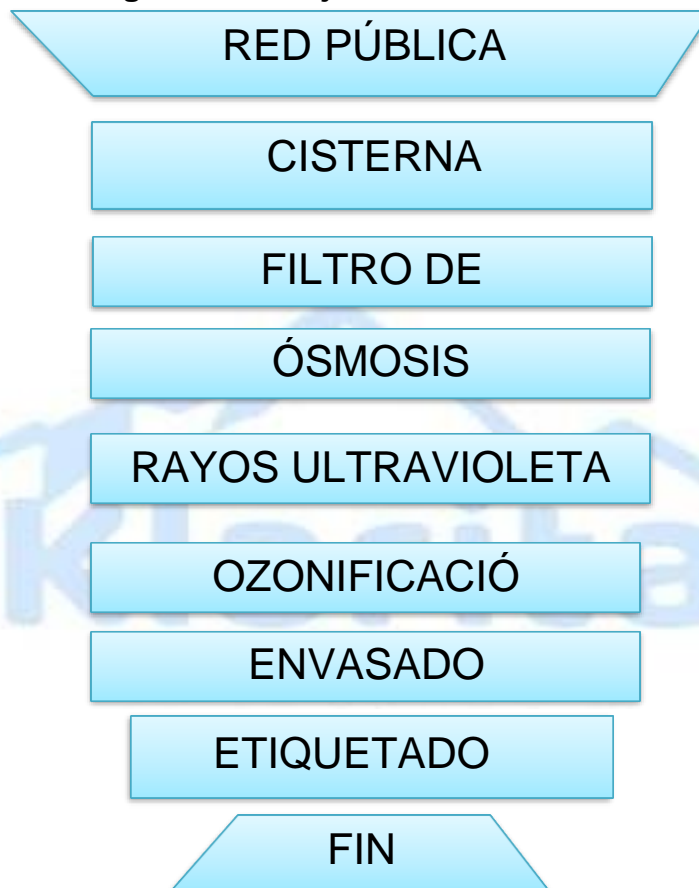 RED PÚBLICA
CISTERNA
FILTRO DE
ÓSMOSIS
RAYOS ULTRAVIOLETA
OZONIFICACIÓ
ENVASADO
ETIQUETADO
FIN